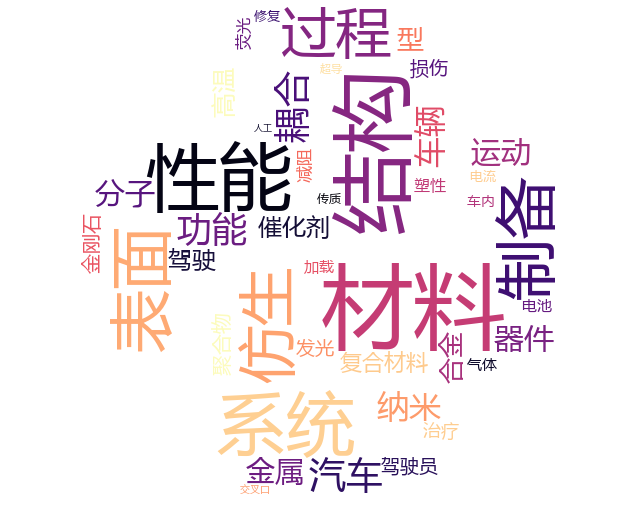 修复
过程
荧光
型
超导
损伤
高温
耦合
结构
人工
车辆
性能
减阻
运动
电流
分子
传质
塑性
制备
车内
金刚石
功能
催化剂
表面
驾驶
加载
材料
仿生
电池
聚合物
发光
复合材料
合金
器件
气体
系统
纳米
治疗
金属
汽车
驾驶员
交叉口